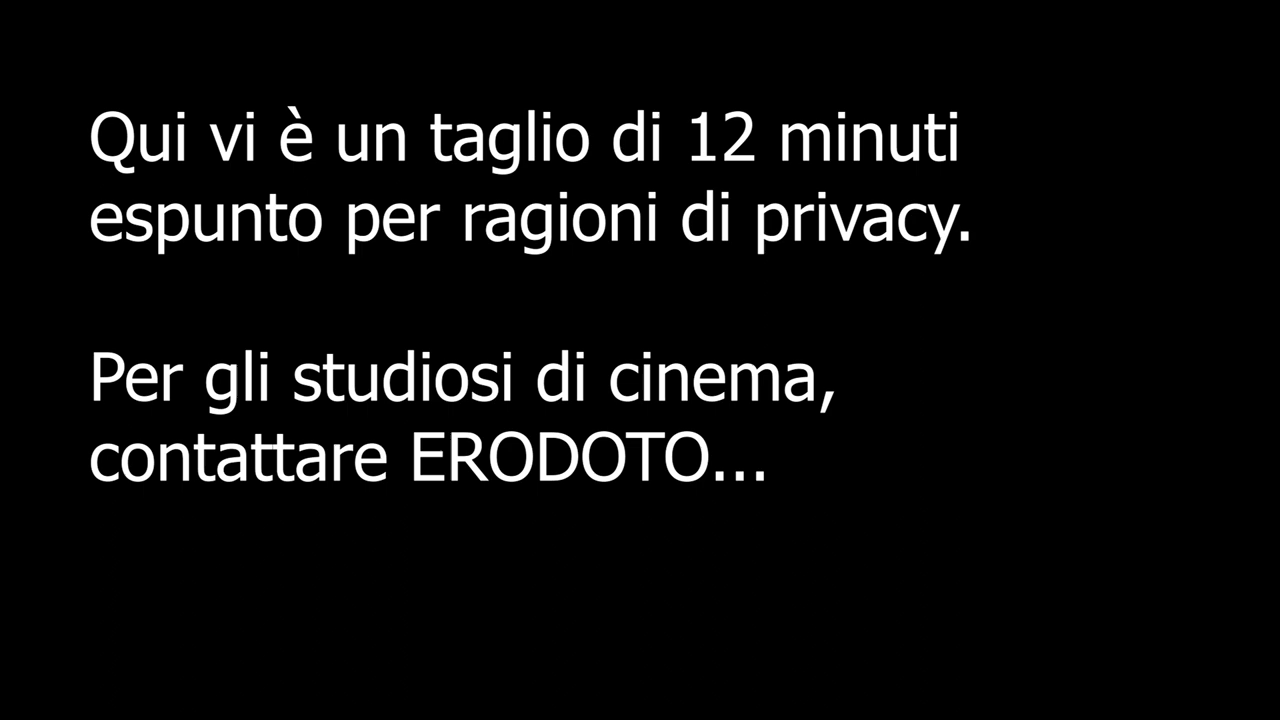 Qui vi è un taglio di 12 minuti
espunto per ragioni di privacy.
Per gli studiosi di cinema,
contattare ERODOTO...